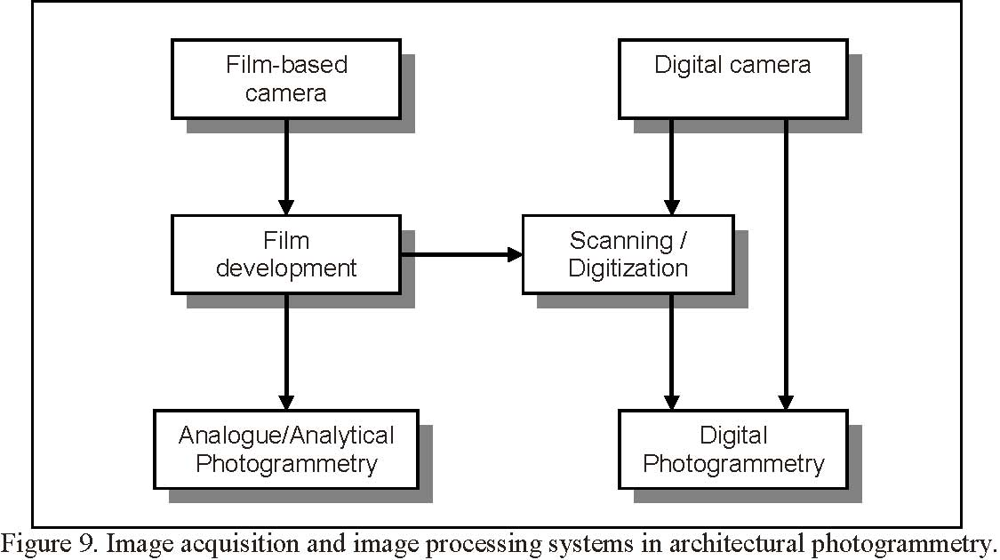 Film-based
camera
Digital camera
Film
development
Scanning /
Digitization
Analogue/Analytical
Photogrammetry
Digital
Photogrammetry
Figure 9. Image acquisition and image processing systems in architectural photogrammetry.